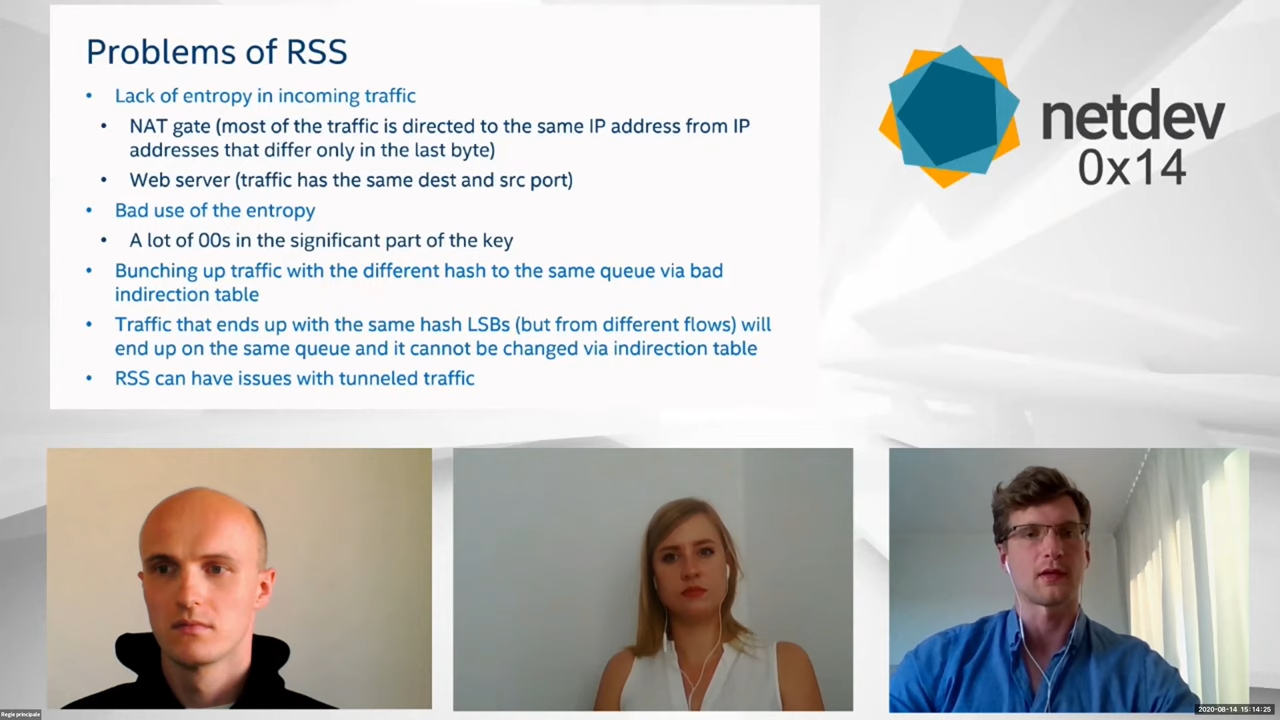 Problems of RSS
• Lack of entropy in incoming traffic
• NAT gate (most of the traffic is directed to the same IP address from IP
addresses that differ only in the last byte)
• Web server (traffic has the same dest and src port)
• Bad use of the entropy
• A lot of 00s in the significant part of the key
• Bunching up traffic with the different hash to the same queue via bad
indirection table
• Traffic that ends up with the same hash LSBs (but from different flows) will
end up on the same queue and it cannot be changed via indirection table
• RSS can have issues with tunneled traffic
netdev
0x14
Regie principale
2020-08-14 15:14:25